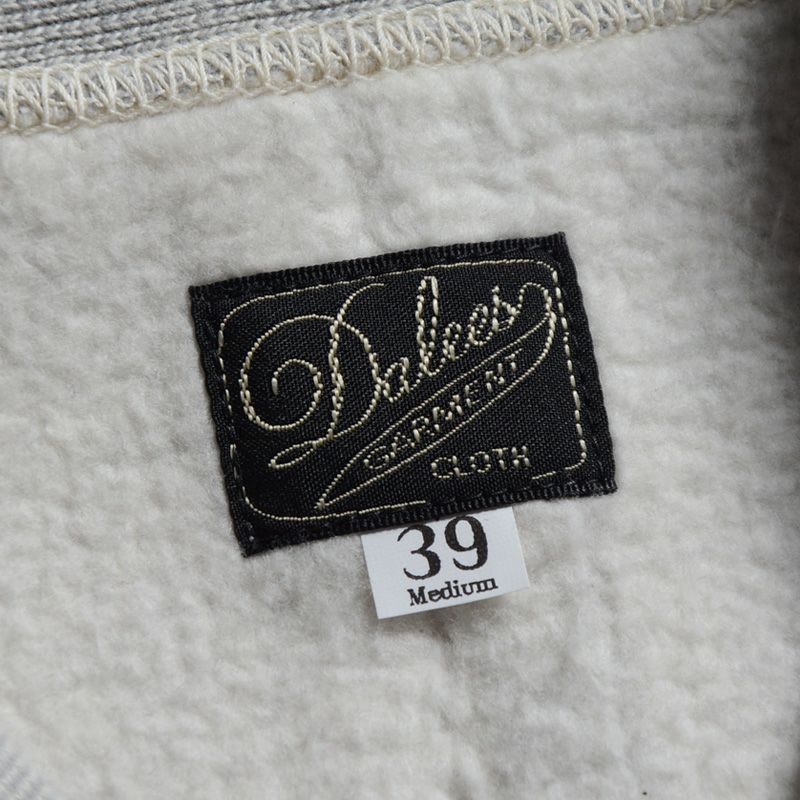 Dalee's
GARMENT
CLOTH
39
Medium